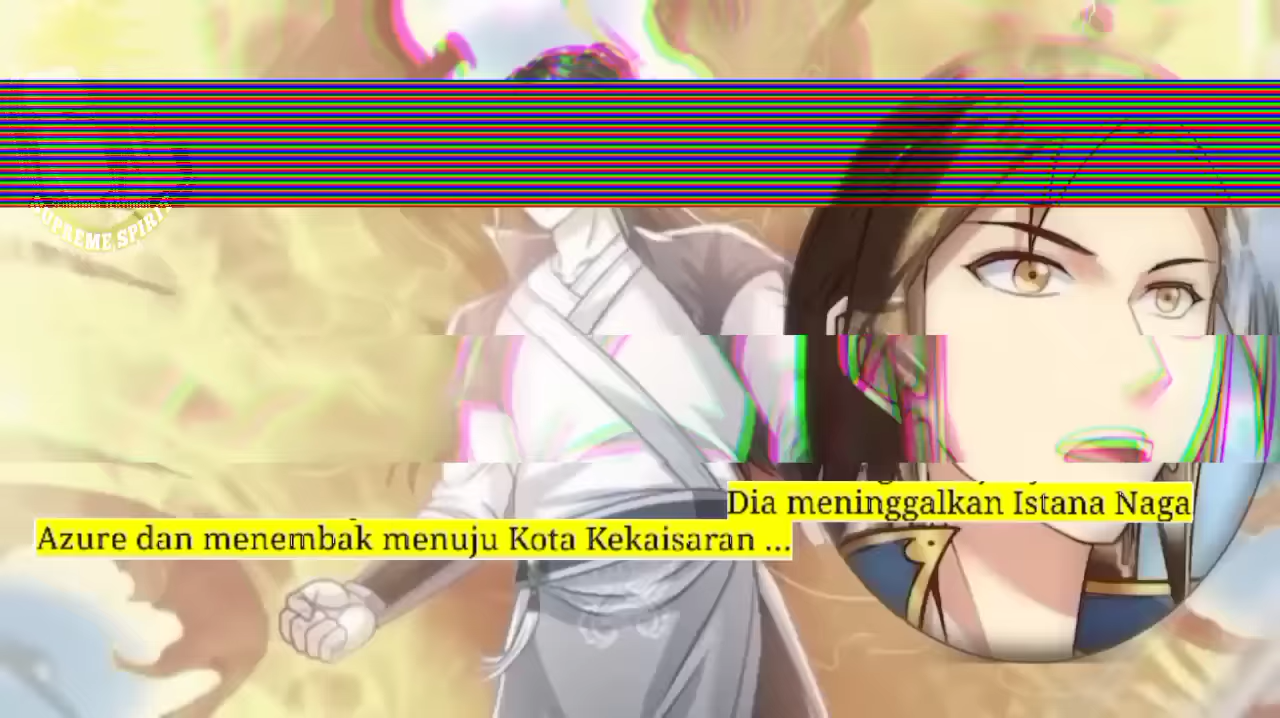 SUPREME SPIRIT
Dia meninggalkan Istana Naga
Azure dan menembak menuju Kota Kekaisaran ...